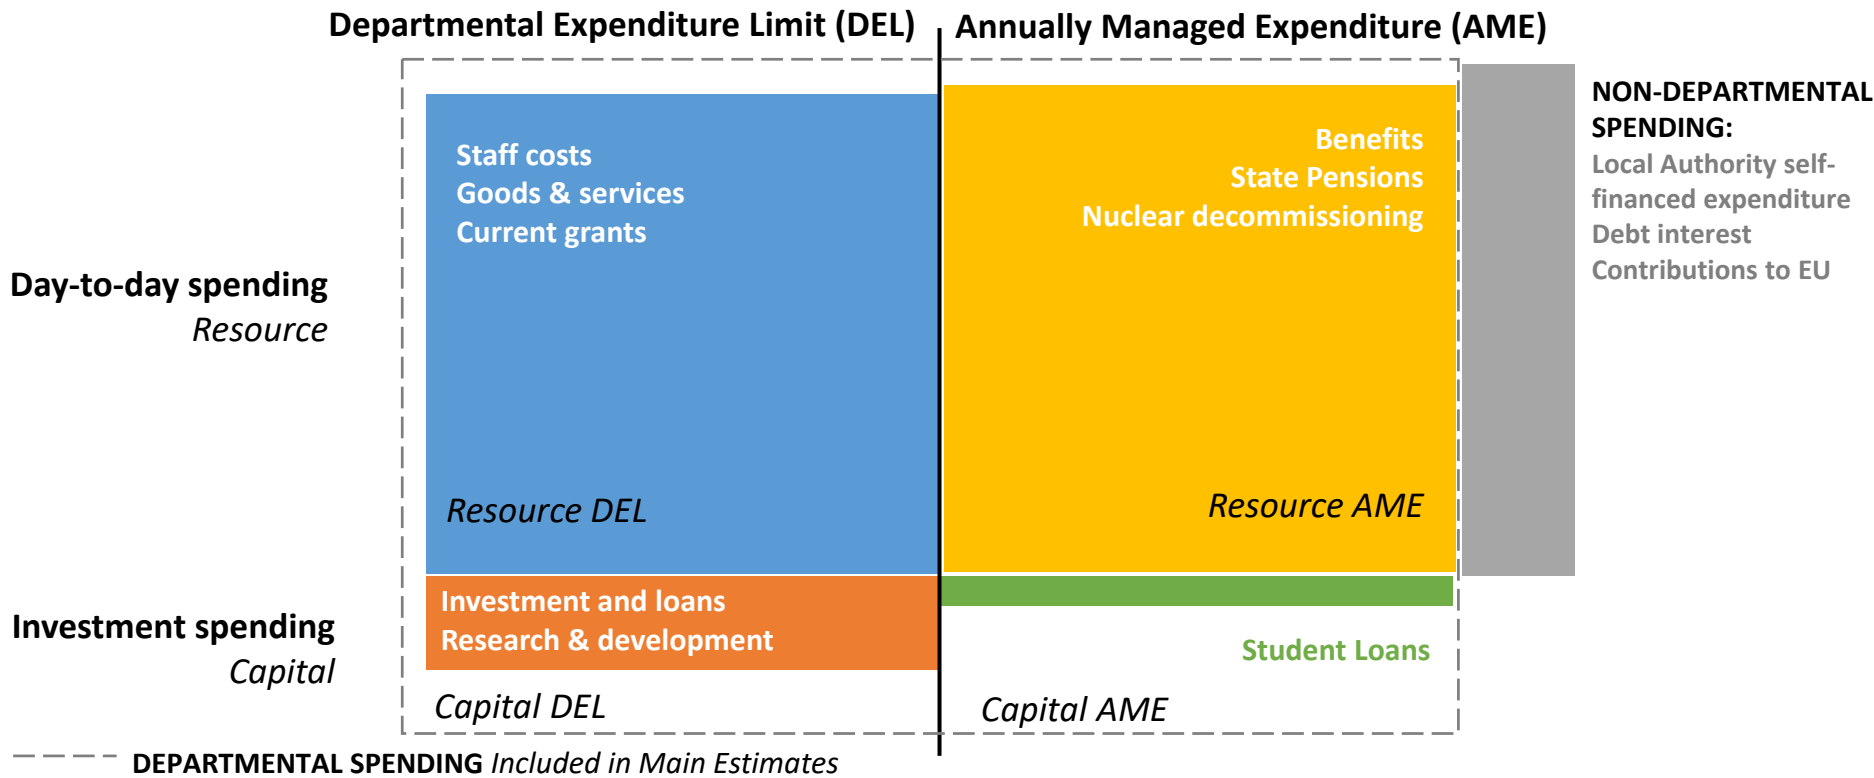 Departmental Expenditure Limit (DEL)
Annually Managed Expenditure (AME)
Staff costs
Goods & services
Current grants
Resource DEL
Benefits
State Pensions
Nuclear decommissioning
Resource AME
NON-DEPARTMENTAL
SPENDING:
Local Authority self-
financed expenditure
Debt interest
Contributions to EU
Day-to-day spending
Resource
Investment and loans
Research & development
Capital DEL
Student Loans
Capital AME
Investment spending
Capital
DEPARTMENTAL SPENDING Included in Main Estimates